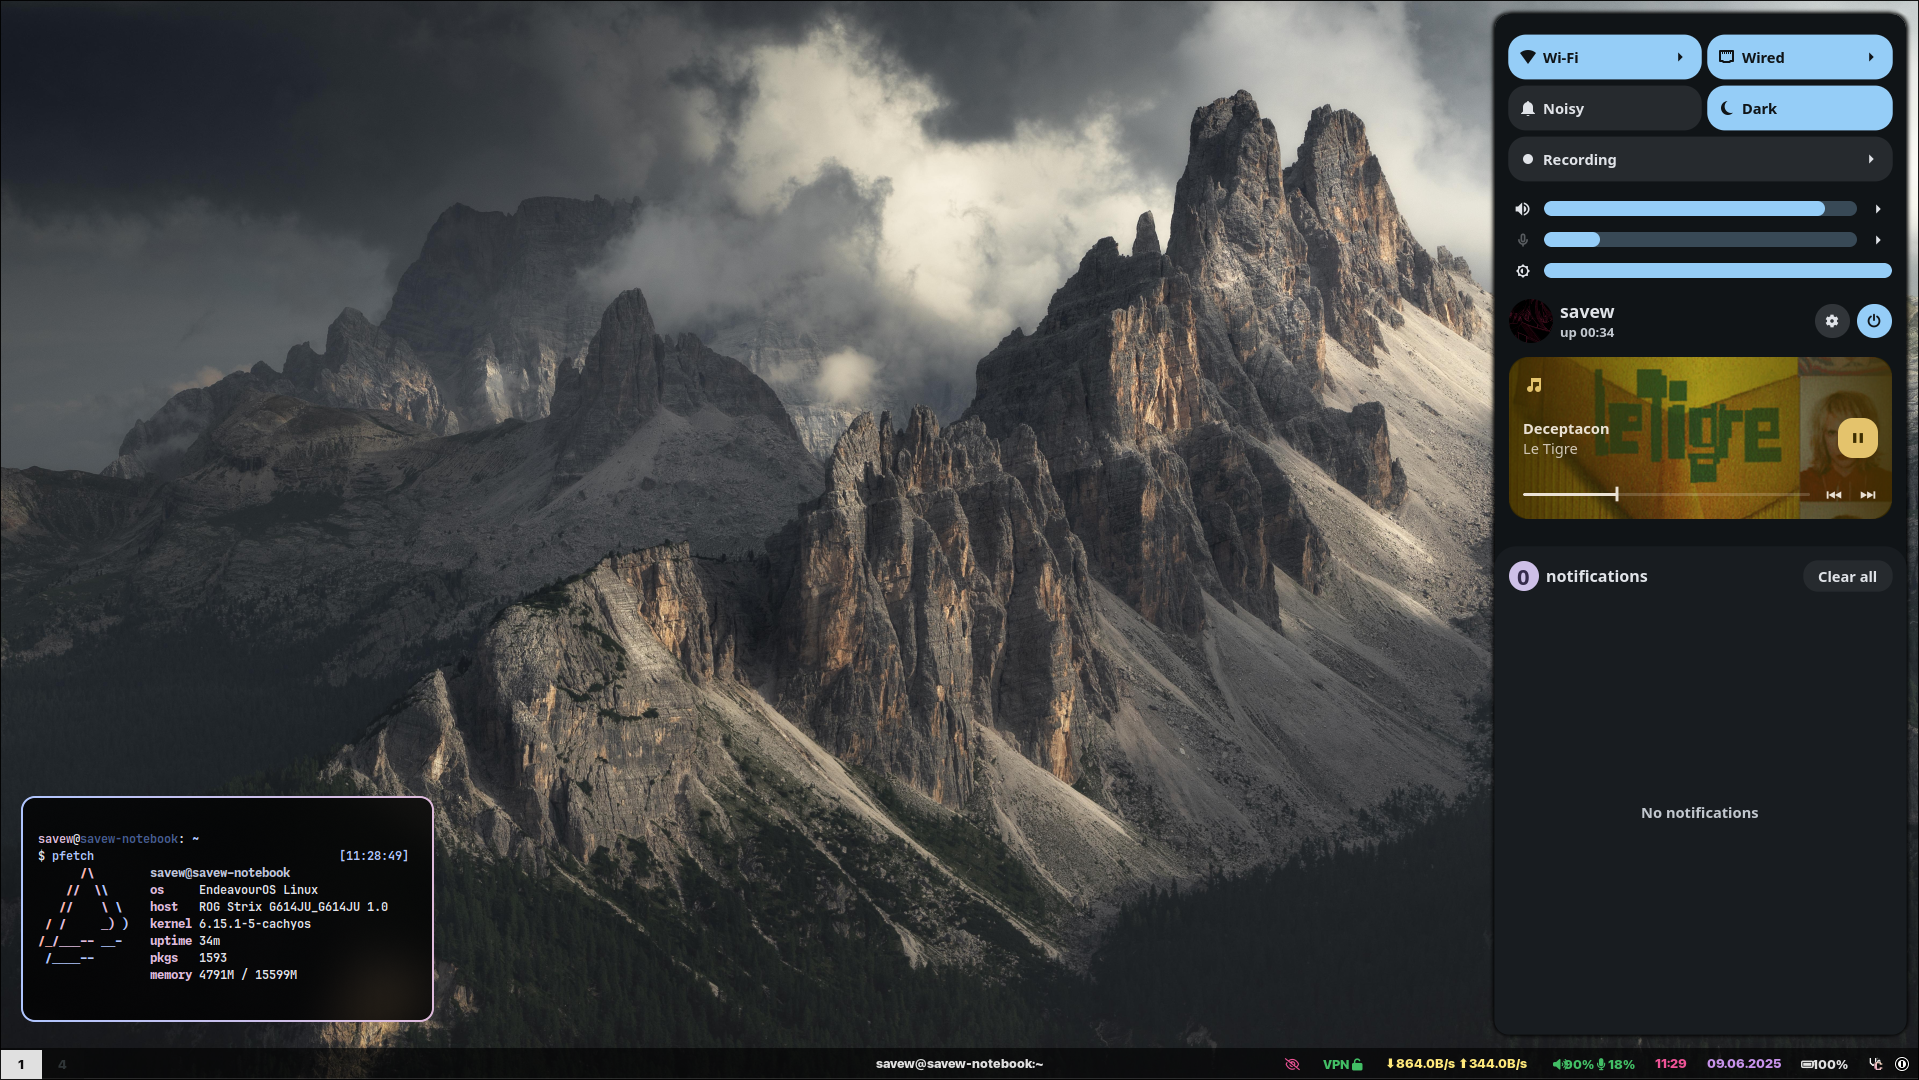 Wi-Fi
Wired
Noisy
Dark
Recording
savew
up 00:34
leTigre
Deceptacon
Le Tigre
0 notifications
Clear all
No notifications
savew@savew-notebook: ~
$ pfetch [11:28:49]
savew@savew-notebook
os EndeavourOS Linux
host ROG Strix G614JU_G614JU 1.0
kernel 6.15.1-5-cachyos
uptime 34m
pkgs 1593
memory 4791M / 15599M
1 4 savew@savew-notebook:~ VPN 864.0B/s 344.0B/s 90% 18% 11:29 09.06.2025 100%